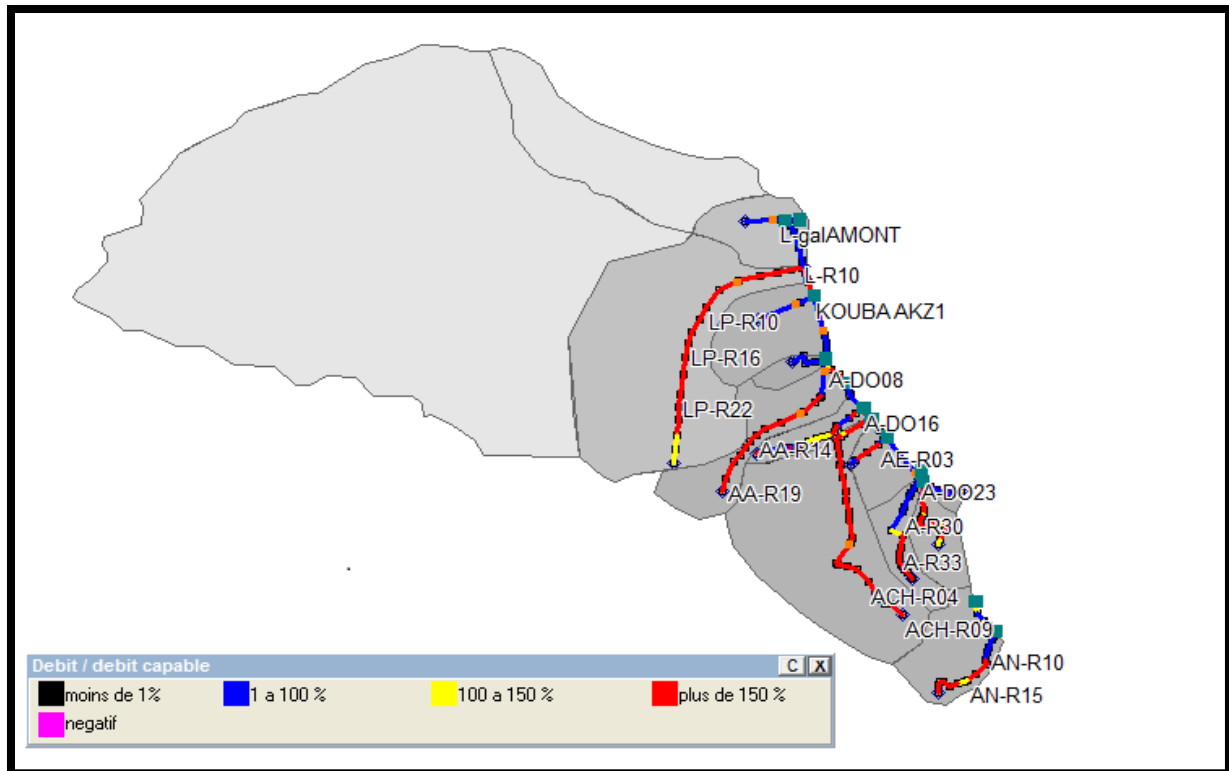 L-galAMONT
L-R10
KOUBA AKZ1
LP-R10
LP-R16
A-DO08
LP-R22
A-DO16
AA-R14
AE-R03
AA-R19
A-DO23
A-R30
A-R33
ACH-R04
ACH-R09
AN-R10
AN-R15
Debit / debit capable
C X
moins de 1% 1 a 100 % 100 a 150 % plus de 150 %
negatif